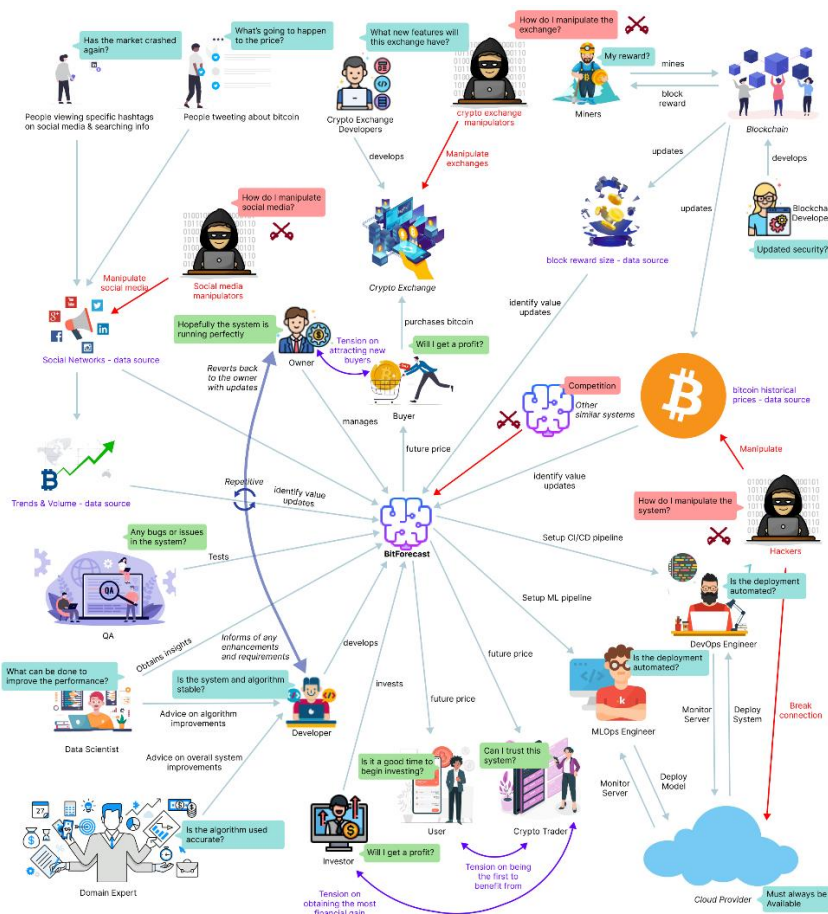 Has the market crashed
again?
What's going to happen
to the price?
What new features will
this exchange have?
How do I manipulate the
exchange?
My reward?
mines
block
reward
People viewing specific hashtags
on social media & searching info
People tweeting about bitcoin
Crypto Exchange
Developers
crypto exchange
manipulators
Miners
Blockchain
develops
Manipulate
exchanges
updates
updates
develops
How do I manipulate
social media?
Blockchai
Develope
Updated security?
Manipulate
social media
Social media
manipulators
Crypto Exchange
block reward size - data source
Social Networks - data source
Hopefully the system is
running perfectly
Owner
Tension on
attracting new
buyers
purchases bitcoin
Will I get a profit?
Buyer
identify value
updates
Reverts back
to the owner
with updates
manages
future price
Competition
Other
similar systems
bitcoin historical
prices - data source
Manipulate
Trends & Volume - data source
Repetitive
identify value
updates
identify value
updates
How do I manipulate the
system?
Hackers
Any bugs or issues
in the system?
QA
QA
Tests
BitForecast
Setup CI/CD pipeline
Is the deployment
automated?
DevOps Engineer
Setup ML pipeline
Obtains insights
Informs of any
enhancements
and requirements
develops
invests
future price
future price
What can be done to
improve the performance?
Data Scientist
Is the system and algorithm
stable?
Developer
Advice on algorithm
improvements
Advice on overall system
improvements
Is the deployment
automated?
k
MLOps Engineer
Monitor
Server
Deploy
System
Break
connection
Is it a good time to
begin investing?
User
Can I trust this
system?
Crypto Trader
Monitor
Server
Deploy
Model
27
Is the algorithm used
accurate?
Domain Expert
Investor
Will I get a profit?
Tension on being
the first to
benefit from
Tension on
obtaining the most
financial gain
Cloud Provider
Must always be
Available